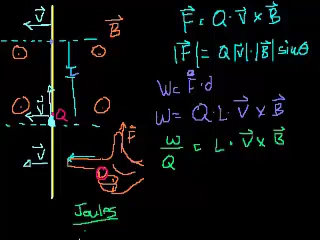 V⃗
B⃗
L
V⃗
V⃗
Q
V⃗
F⃗
Joules
F⃗ = Q · V⃗ × B⃗
|F⃗| = Q |V⃗| · |B⃗| sinθ
W = F⃗ · d
W = Q · L · V⃗ × B⃗
W/Q = L · V⃗ × B⃗